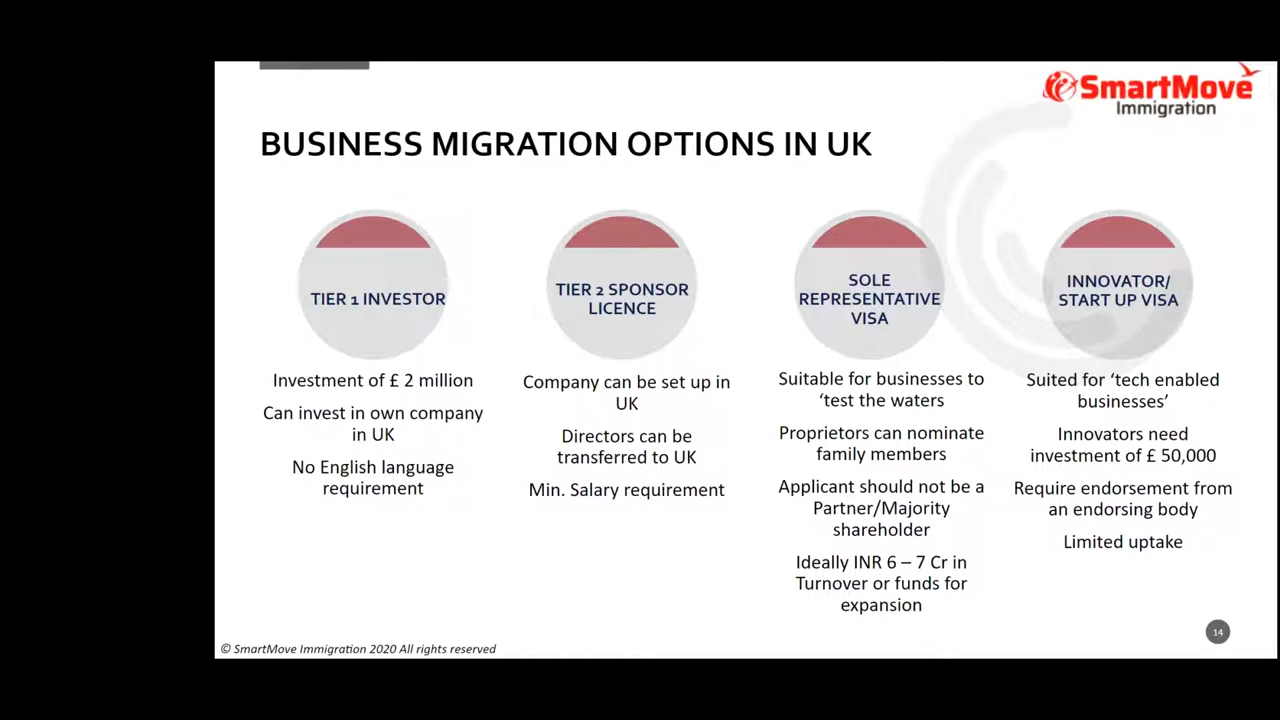 SmartMove
Immigration
BUSINESS MIGRATION OPTIONS IN UK
TIER 1 INVESTOR
Investment of £ 2 million
Can invest in own company
in UK
No English language
requirement
TIER 2 SPONSOR
LICENCE
Company can be set up in
UK
Directors can be
transferred to UK
Min. Salary requirement
SOLE
REPRESENTATIVE
VISA
Suitable for businesses to
‘test the waters
Proprietors can nominate
family members
Applicant should not be a
Partner/Majority
shareholder
Ideally INR 6 – 7 Cr in
Turnover or funds for
expansion
INNOVATOR/
START UP VISA
Suited for ‘tech enabled
businesses’
Innovators need
investment of £ 50,000
Require endorsement from
an endorsing body
Limited uptake
14
© SmartMove Immigration 2020 All rights reserved